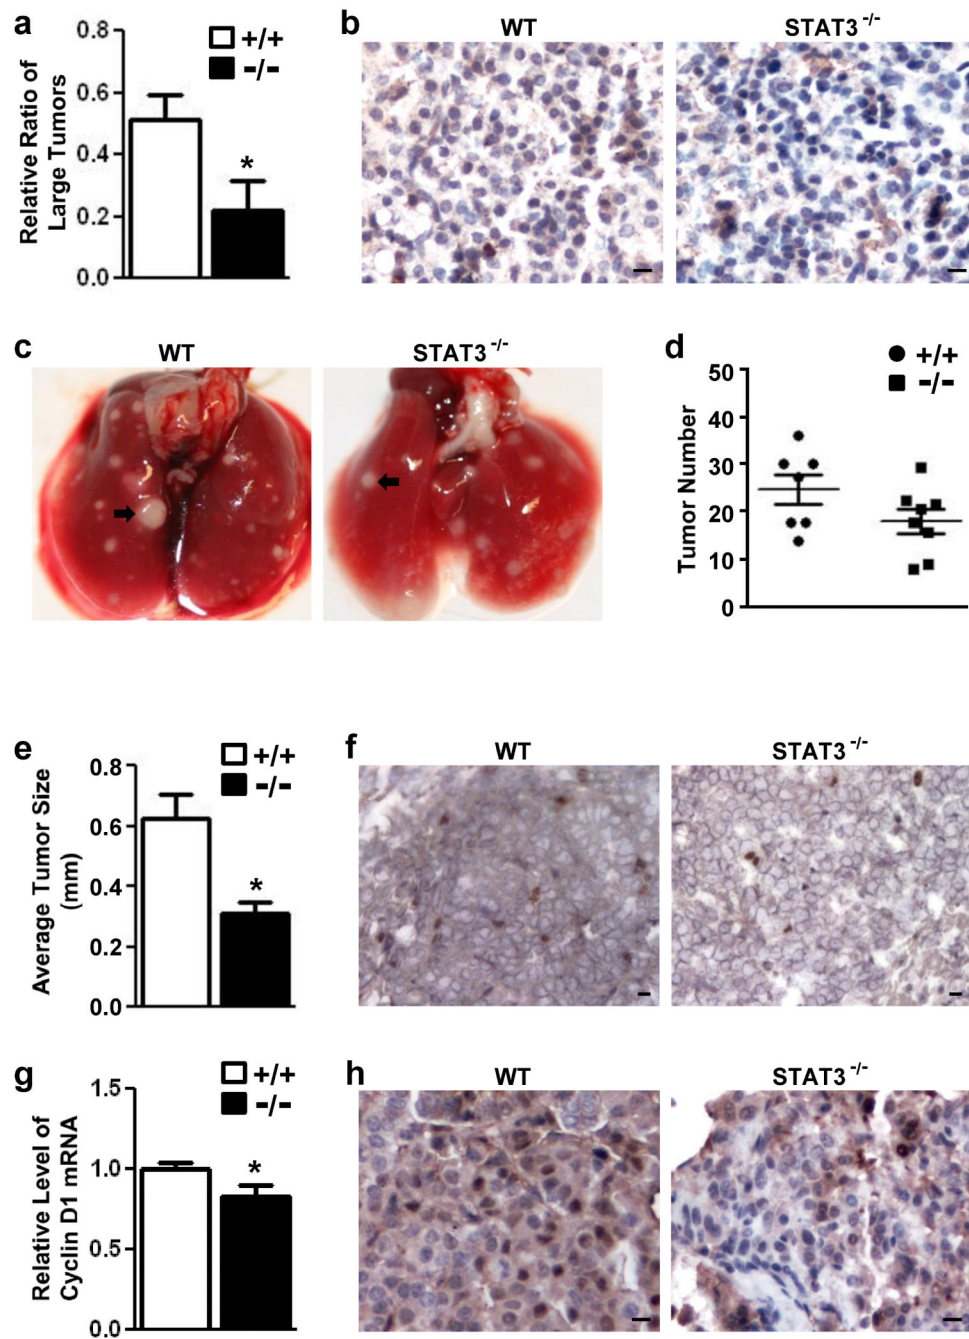 a
0.8
0.6
0.4
0.2
0.0
Relative Ratio of
Large Tumors
+/+
-/-
*
b
WT
STAT3 -/-
c
WT
STAT3 -/-
d
+/+
-/-
50
40
30
20
10
0
Tumor Number
e
0.8
0.6
0.4
0.2
0.0
Average Tumor Size
(mm)
+/+
-/-
*
f
WT
STAT3 -/-
g
1.5
1.0
0.5
0.0
Relative Level of
Cyclin D1 mRNA
+/+
-/-
*
h
WT
STAT3 -/-